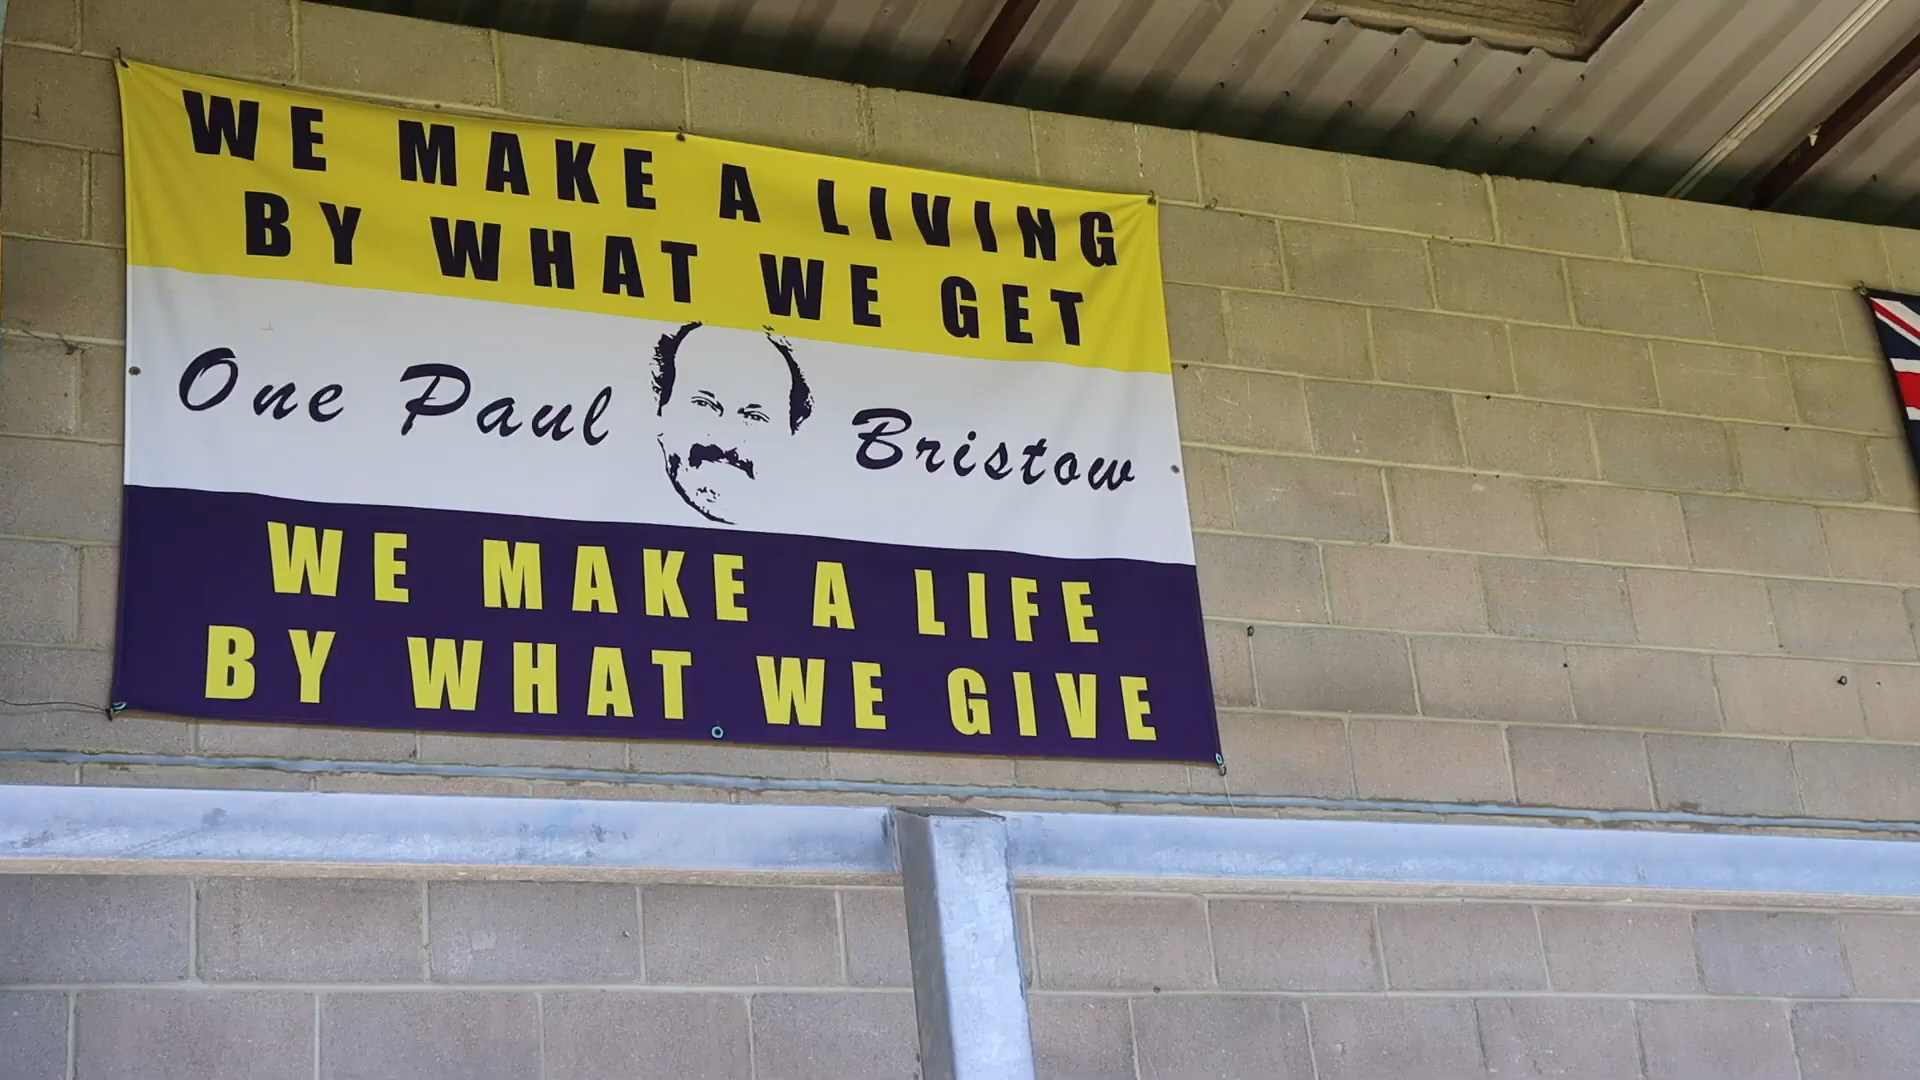 WE MAKE A LIVING
BY WHAT WE GET
One Paul Bristow
WE MAKE A LIFE
BY WHAT WE GIVE